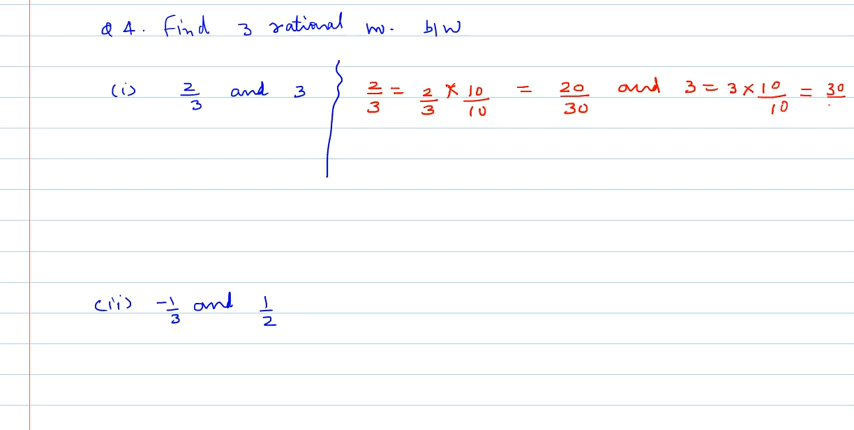 Q 4. Find 3 rational no. b/w
(i) 2/3 and 3 2/3 = 2/3 × 10/10 = 20/30 and 3 = 3 × 10/10 = 30
(ii) -1/3 and 1/2